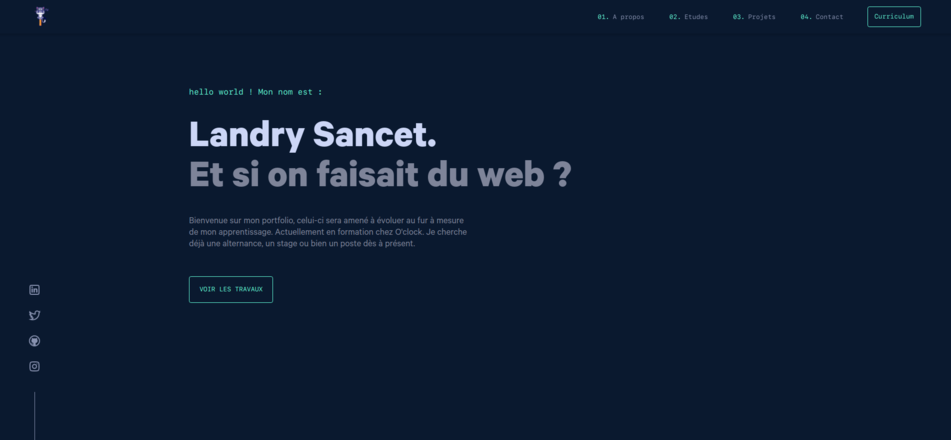 01. A propos
02. Etudes
03. Projets
04. Contact
Curriculum
hello world ! Mon nom est :
Landry Sancet.
Et si on faisait du web ?
Bienvenue sur mon portfolio, celui-ci sera amené à évoluer au fur à mesure
de mon apprentissage. Actuellement en formation chez O'clock. Je cherche
déjà une alternance, un stage ou bien un poste dès à présent.
VOIR LES TRAVAUX